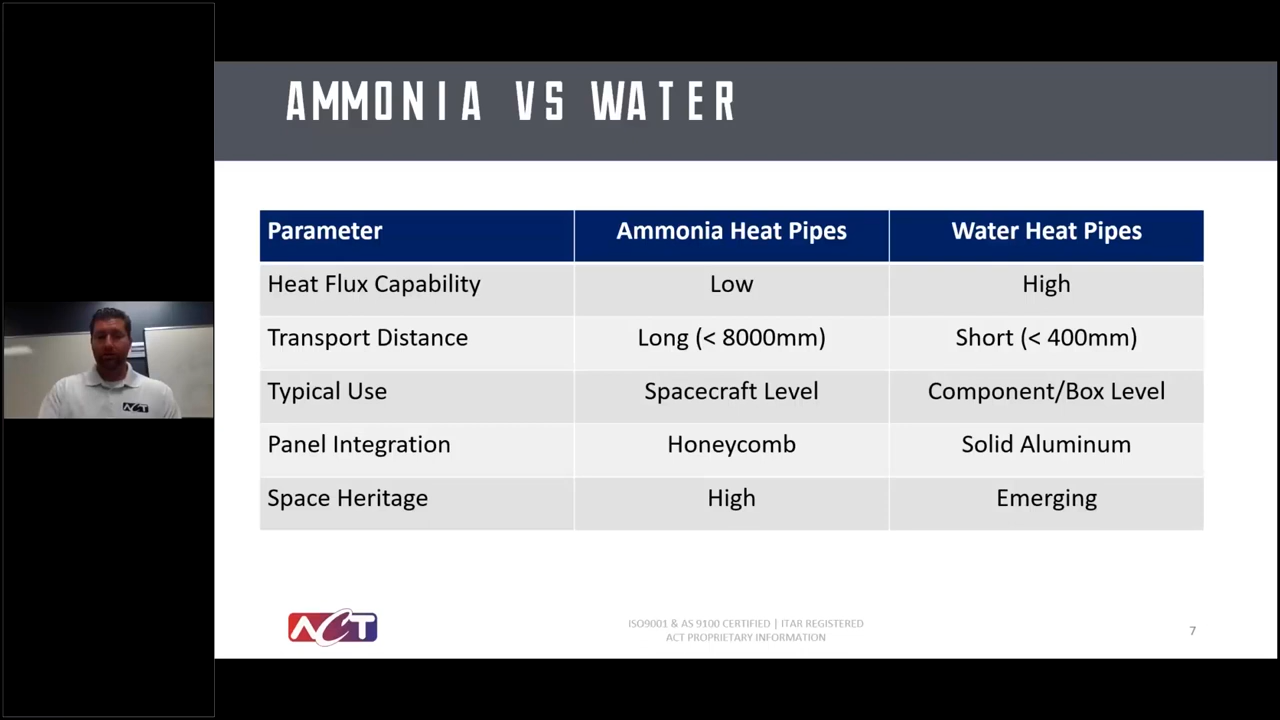 AMMONIA VS WATER
Parameter Ammonia Heat Pipes Water Heat Pipes
Heat Flux Capability Low High
Transport Distance Long (< 8000mm) Short (< 400mm)
Typical Use Spacecraft Level Component/Box Level
Panel Integration Honeycomb Solid Aluminum
Space Heritage High Emerging
ACT
ACT
ISO9001 & AS 9100 CERTIFIED | ITAR REGISTERED
ACT PROPRIETARY INFORMATION
7